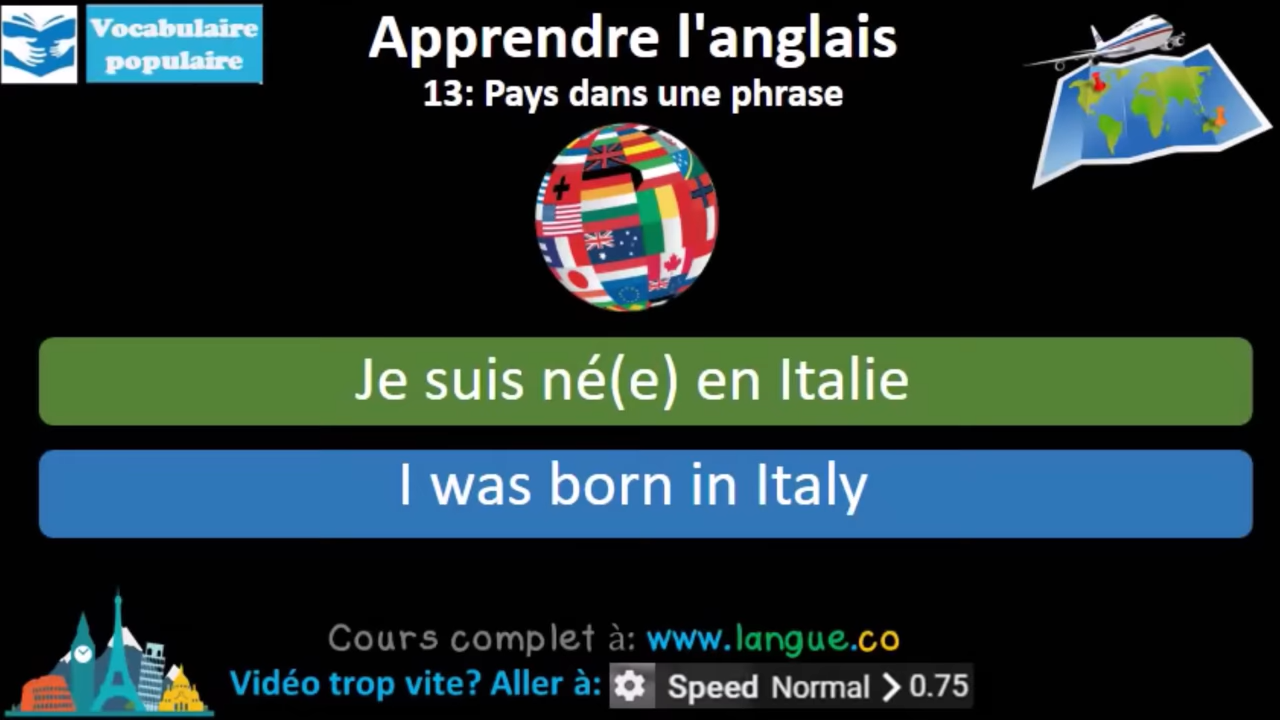 Vocabulaire
populaire
Apprendre l'anglais
13: Pays dans une phrase
Je suis né(e) en Italie
I was born in Italy
Cours complet à: www.langue.co
Vidéo trop vite? Aller à: Speed Normal > 0.75